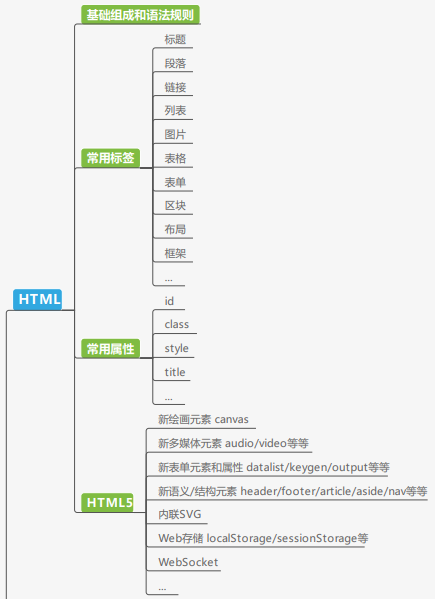 基础组成和语法规则
标题
段落
链接
列表
图片
常用标签
表格
表单
区块
布局
框架
...
HTML
id
class
常用属性
style
title
...
新绘画元素 canvas
新多媒体元素 audio/video等等
新表单元素和属性 datalist/keygen/output等等
新语义/结构元素 header/footer/article/aside/nav等等
HTML5
内联SVG
Web存储 localStorage/sessionStorage等
WebSocket
...